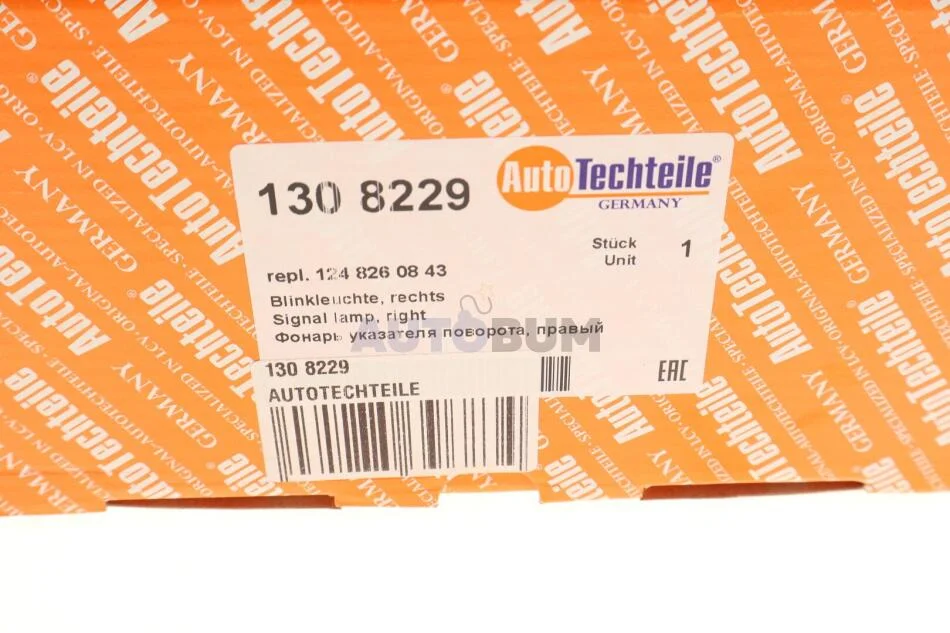 130 8229
AutoTechteile®
GERMANY
Stück 1
Unit
repl. 124 826 08 43
Blinkleuchte, rechts
Signal lamp, right
Фонарь указателя поворота, правый
AUTOBUM
EAC
130 8229
AUTOTECHTEILE